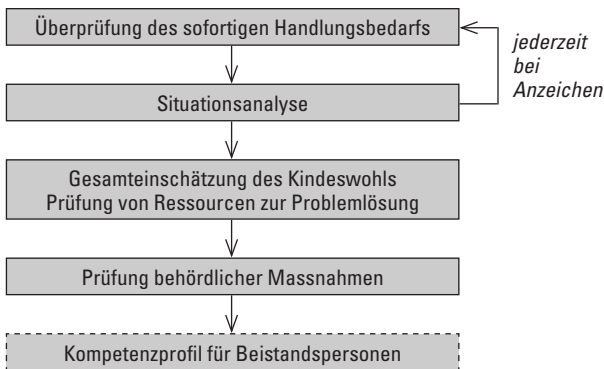 Überprüfung des sofortigen Handlungsbedarfs
jederzeit
bei
Anzeichen
Situationsanalyse
Gesamteinschätzung des Kindeswohls
Prüfung von Ressourcen zur Problemlösung
Prüfung behördlicher Massnahmen
Kompetenzprofil für Beistandspersonen